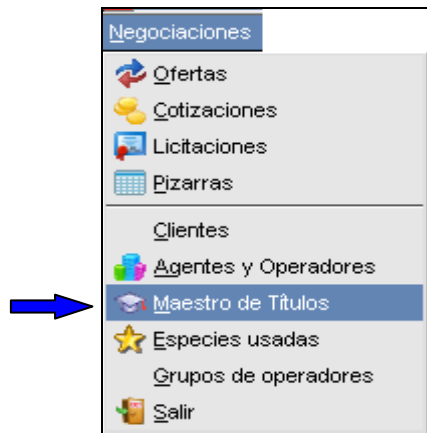 Negociaciones
Ofertas
Cotizaciones
Licitaciones
Pizarras
Clientes
Agentes y Operadores
Maestro de Títulos
Especies usadas
Grupos de operadores
Salir